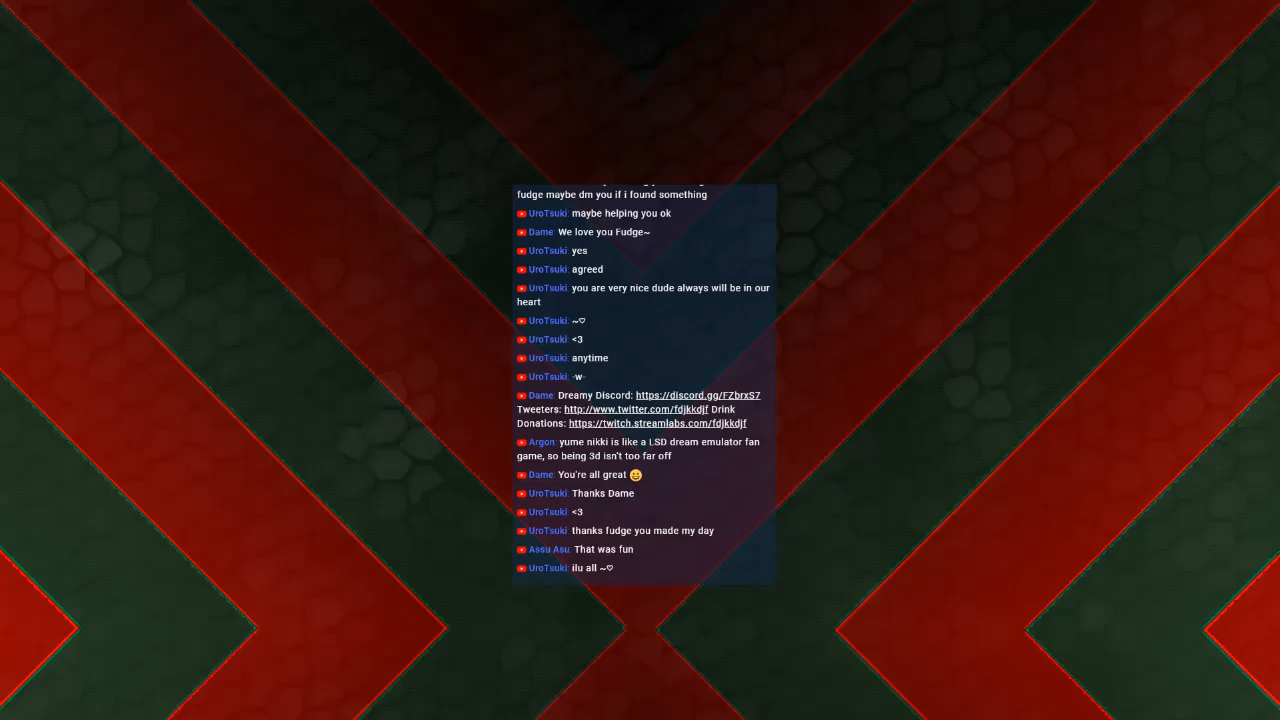 fudge maybe dm you if i found something
UroTsuki: maybe helping you ok
Dame: We love you Fudge~
UroTsuki: yes
UroTsuki: agreed
UroTsuki: you are very nice dude always will be in our
heart
UroTsuki: ~♡
UroTsuki: <3
UroTsuki: anytime
UroTsuki: -w-
Dame: Dreamy Discord: https://discord.gg/FZbrxS7
Tweeters: http://www.twitter.com/fdjkkdjf Drink
Donations: https://twitch.streamlabs.com/fdjkkdjf
Argon: yume nikki is like a LSD dream emulator fan
game, so being 3d isn't too far off
Dame: You're all great 😀
UroTsuki: Thanks Dame
UroTsuki: <3
UroTsuki: thanks fudge you made my day
Assu Asu: That was fun
UroTsuki: ilu all ~♡